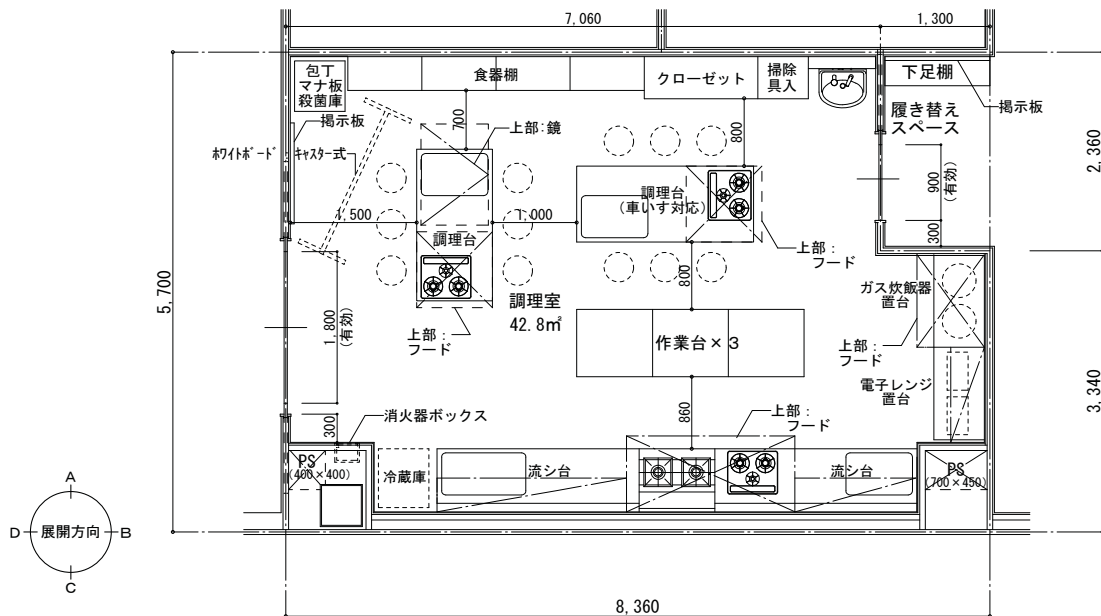 7,060
1,300
包丁
マナ板
殺菌庫
食器棚
クローゼット
掃除
具入
下足棚
掲示板
履き替え
スペース
掲示板
ホワイトボード キャスター式
700
上部:鏡
800
900
(有効)
2,360
調理台
(車いす対応)
1,500
1,000
調理台
300
上部:
フード
800
ガス炊飯器
置台
5,700
1,800
(有効)
調理室
42.8㎡
上部:
フード
作業台×3
上部:
フード
電子レンジ
置台
3,340
300
消火器ボックス
860
上部:
フード
PS
(400×400)
冷蔵庫
流シ台
流シ台
PS
(700×450)
A
D
展開方向
B
C
8,360